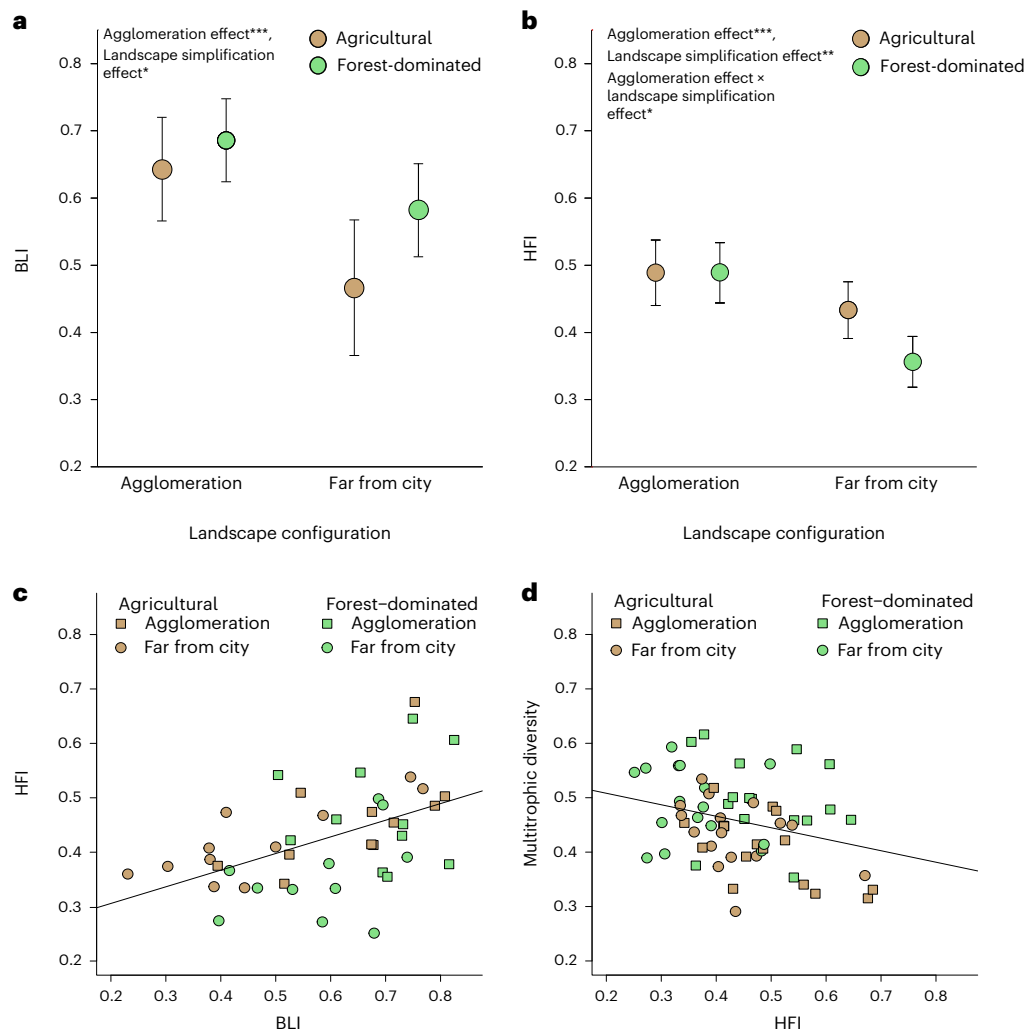 a
Agglomeration effect***,
Landscape simplification
effect*
Agricultural
Forest-dominated
0.8
0.7
0.6
0.5
0.4
0.3
0.2
BLI
Agglomeration
Far from city
Landscape configuration
b
Agglomeration effect***,
Landscape simplification effect**
Agglomeration effect ×
landscape simplification
effect*
Agricultural
Forest-dominated
0.8
0.7
0.6
0.5
0.4
0.3
0.2
HFI
Agglomeration
Far from city
Landscape configuration
c
Agricultural
Agglomeration
Far from city
Forest–dominated
Agglomeration
Far from city
0.8
0.7
0.6
0.5
0.4
0.3
0.2
HFI
0.2 0.3 0.4 0.5 0.6 0.7 0.8
BLI
d
Agricultural
Agglomeration
Far from city
Forest–dominated
Agglomeration
Far from city
0.8
0.7
0.6
0.5
0.4
0.3
0.2
Multitrophic diversity
0.2 0.3 0.4 0.5 0.6 0.7 0.8
HFI